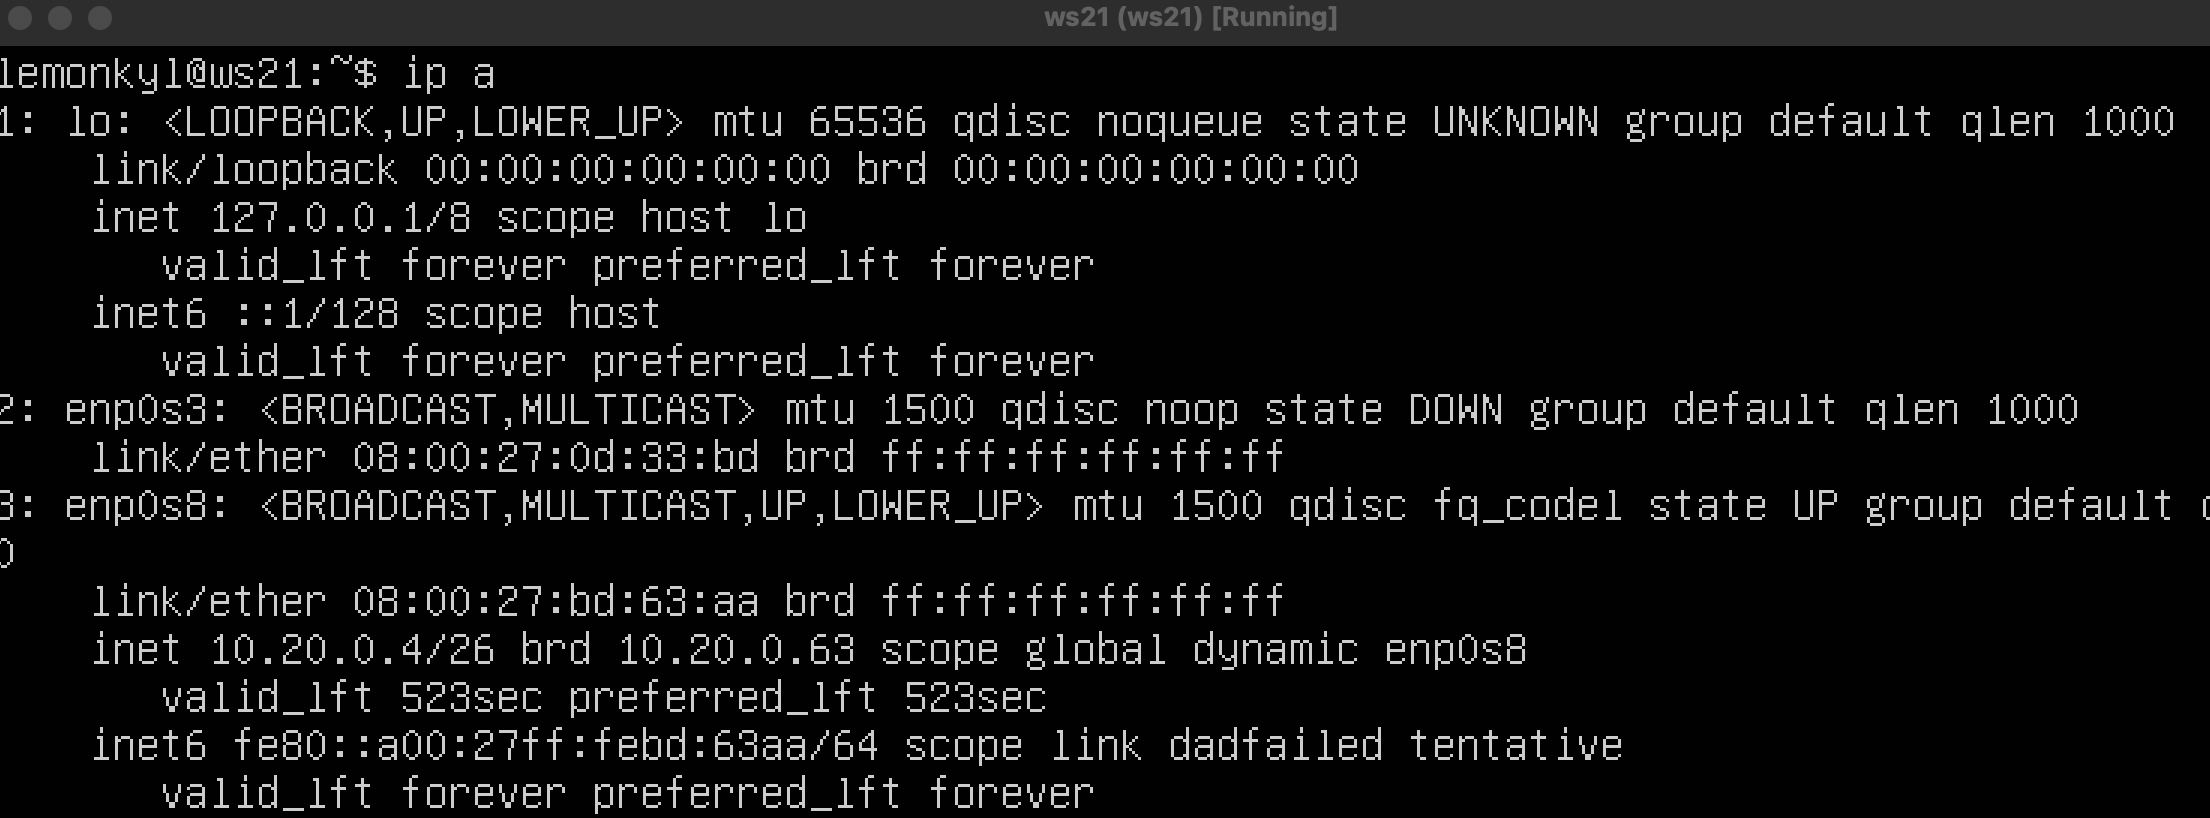 ws21 (ws21) [Running]
lemonkyl@ws21:~$ ip a
1: lo: <LOOPBACK,UP,LOWER_UP> mtu 65536 qdisc noqueue state UNKNOWN group default qlen 1000
    link/loopback 00:00:00:00:00:00 brd 00:00:00:00:00:00
    inet 127.0.0.1/8 scope host lo
       valid_lft forever preferred_lft forever
    inet6 ::1/128 scope host
       valid_lft forever preferred_lft forever
2: enp0s3: <BROADCAST,MULTICAST> mtu 1500 qdisc noop state DOWN group default qlen 1000
    link/ether 08:00:27:0d:33:bd brd ff:ff:ff:ff:ff:ff
3: enp0s8: <BROADCAST,MULTICAST,UP,LOWER_UP> mtu 1500 qdisc fq_codel state UP group default
0
    link/ether 08:00:27:bd:63:aa brd ff:ff:ff:ff:ff:ff
    inet 10.20.0.4/26 brd 10.20.0.63 scope global dynamic enp0s8
       valid_lft 523sec preferred_lft 523sec
    inet6 fe80::a00:27ff:febd:63aa/64 scope link dadfailed tentative
       valid_lft forever preferred_lft forever